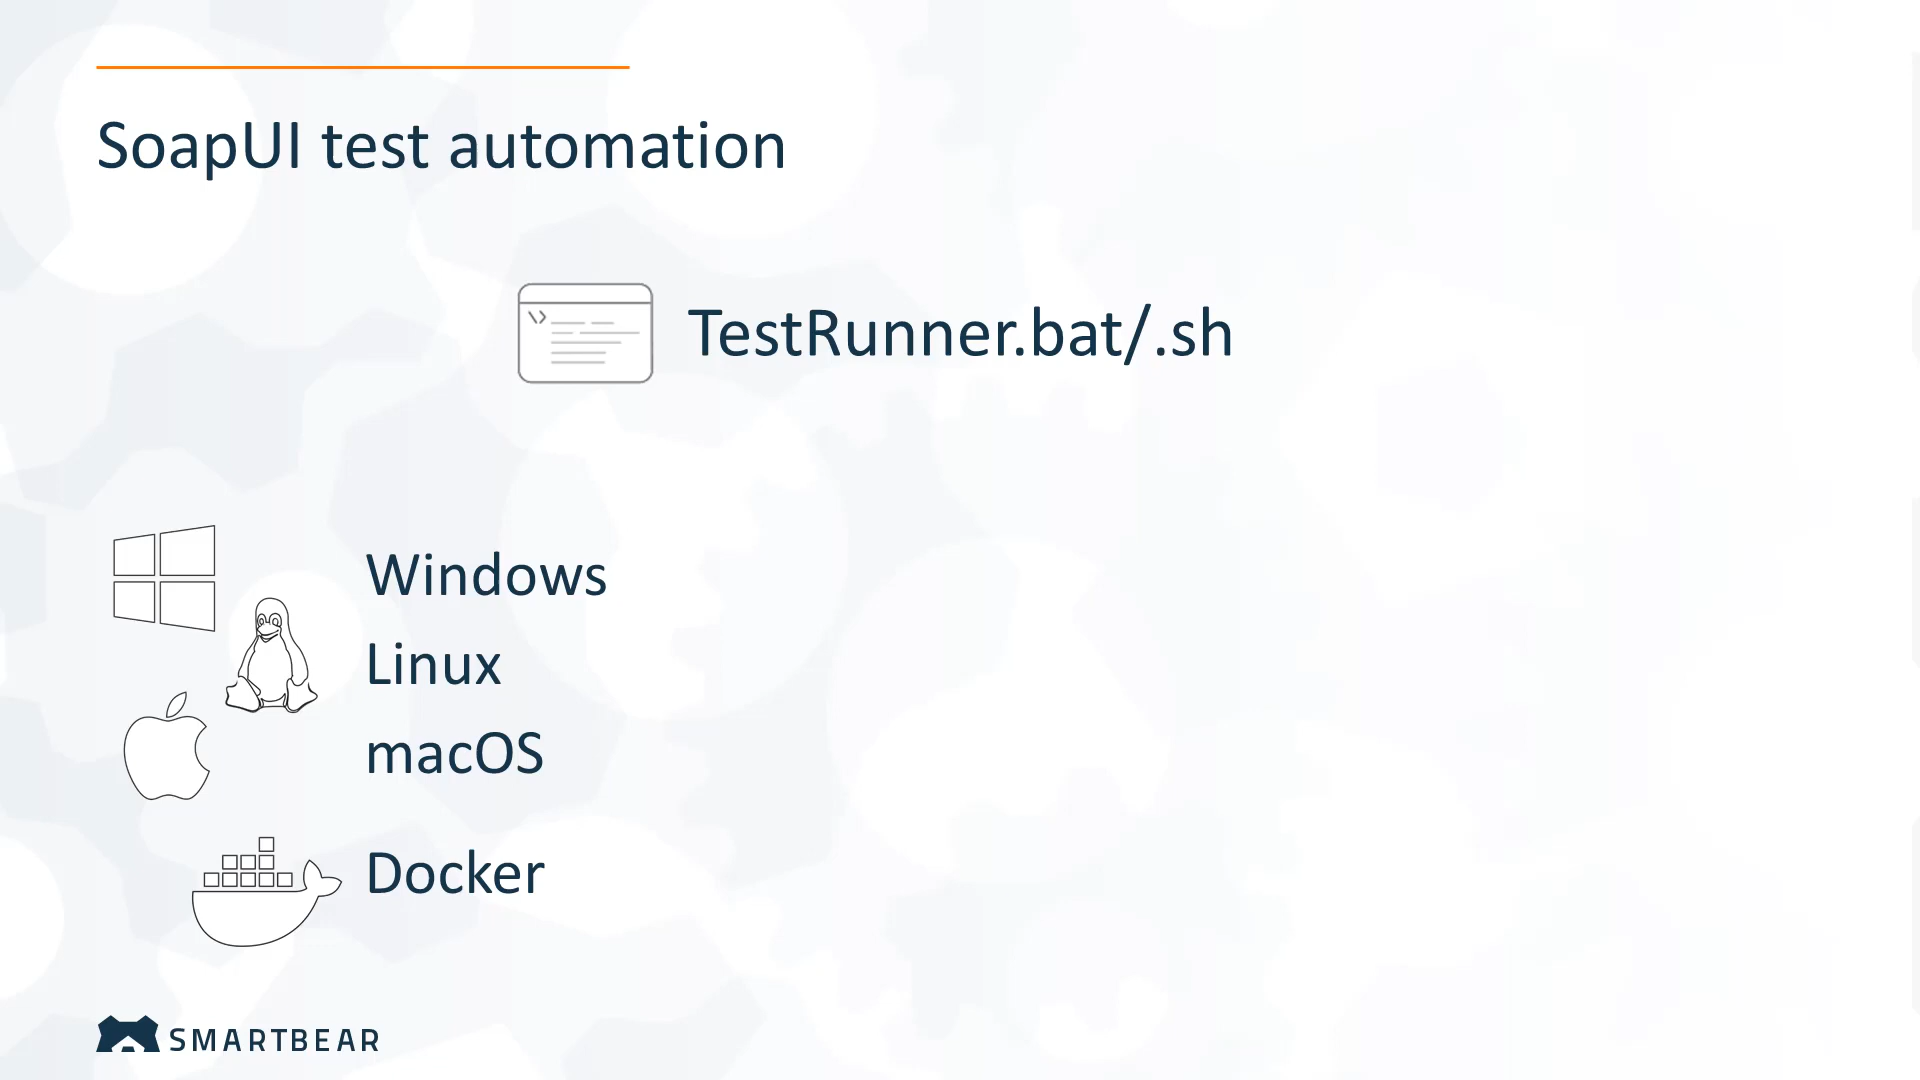 SoapUI test automation
TestRunner.bat/.sh
Windows
Linux
macOS
Docker
SMARTBEAR